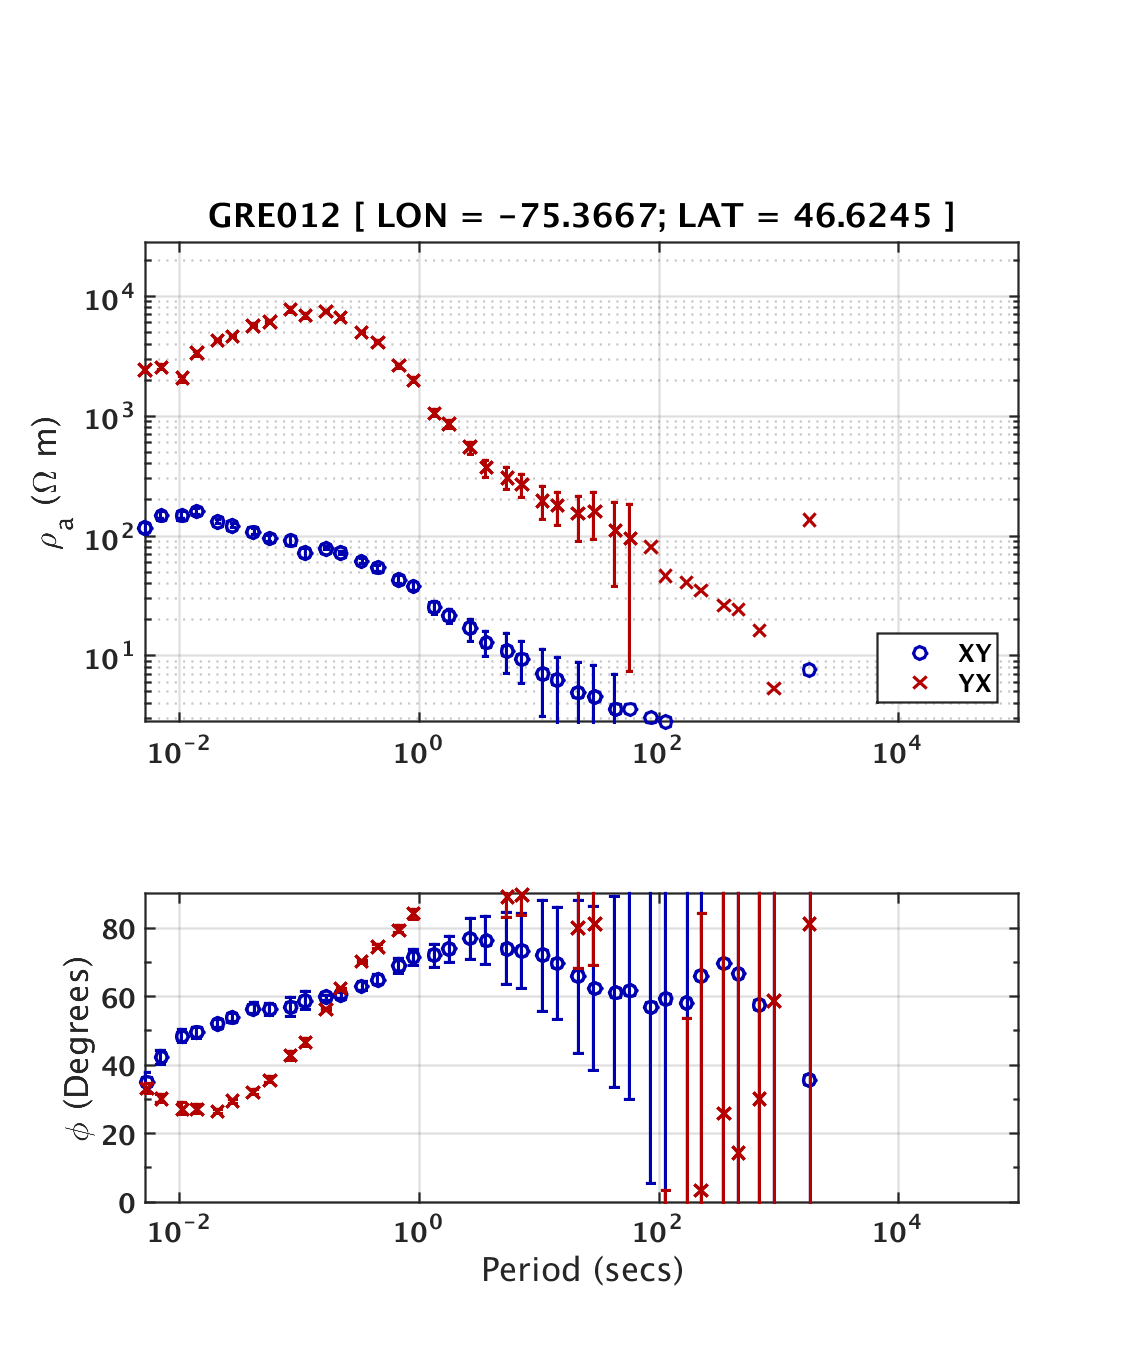 GRE012 [ LON = -75.3667; LAT = 46.6245 ]
ρa (Ω m)
10^4
10^3
10^2
10^1
XY
YX
10^-2 10^0 10^2 10^4
ϕ (Degrees)
80
60
40
20
0
10^-2 10^0 10^2 10^4
Period (secs)